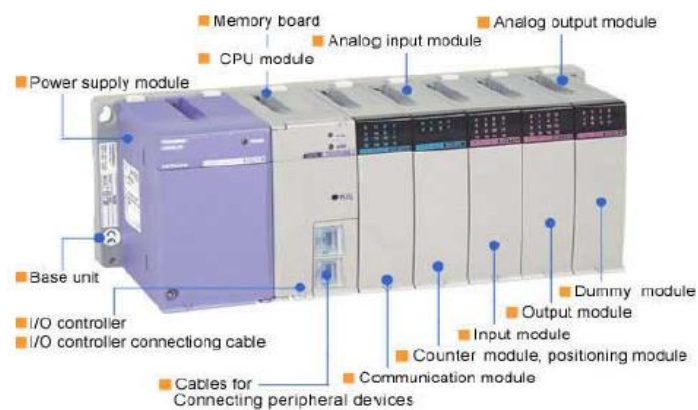 Memory board
Analog output module
CPU module
Analog input module
Power supply module
Base unit
Dummy module
I/O controller
Output module
I/O controller connectiong cable
Input module
Counter module, positioning module
Cables for
Connecting peripheral devices
Communication module